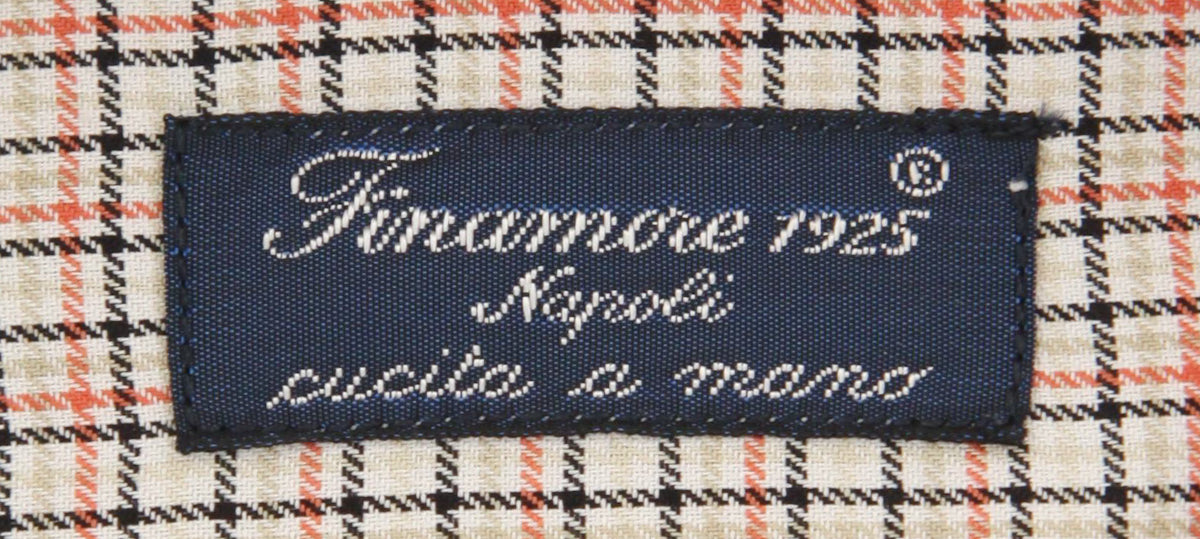 Finamore 1925®
Napoli
cucita a mano